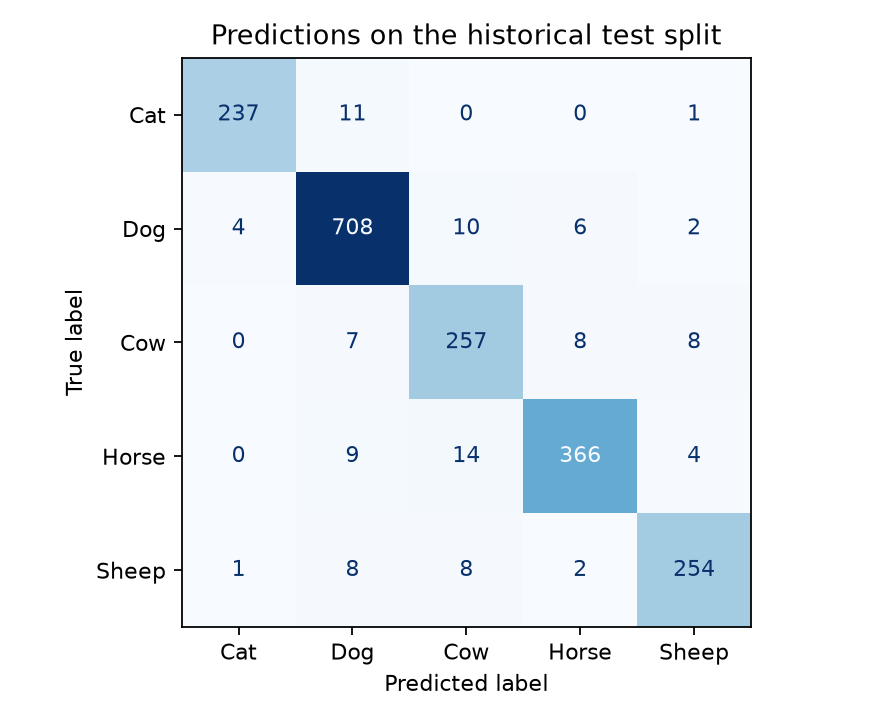 Predictions on the historical test split
Cat 237 11 0 0 1
Dog 4 708 10 6 2
Cow 0 7 257 8 8
Horse 0 9 14 366 4
Sheep 1 8 8 2 254
True label
Cat Dog Cow Horse Sheep
Predicted label